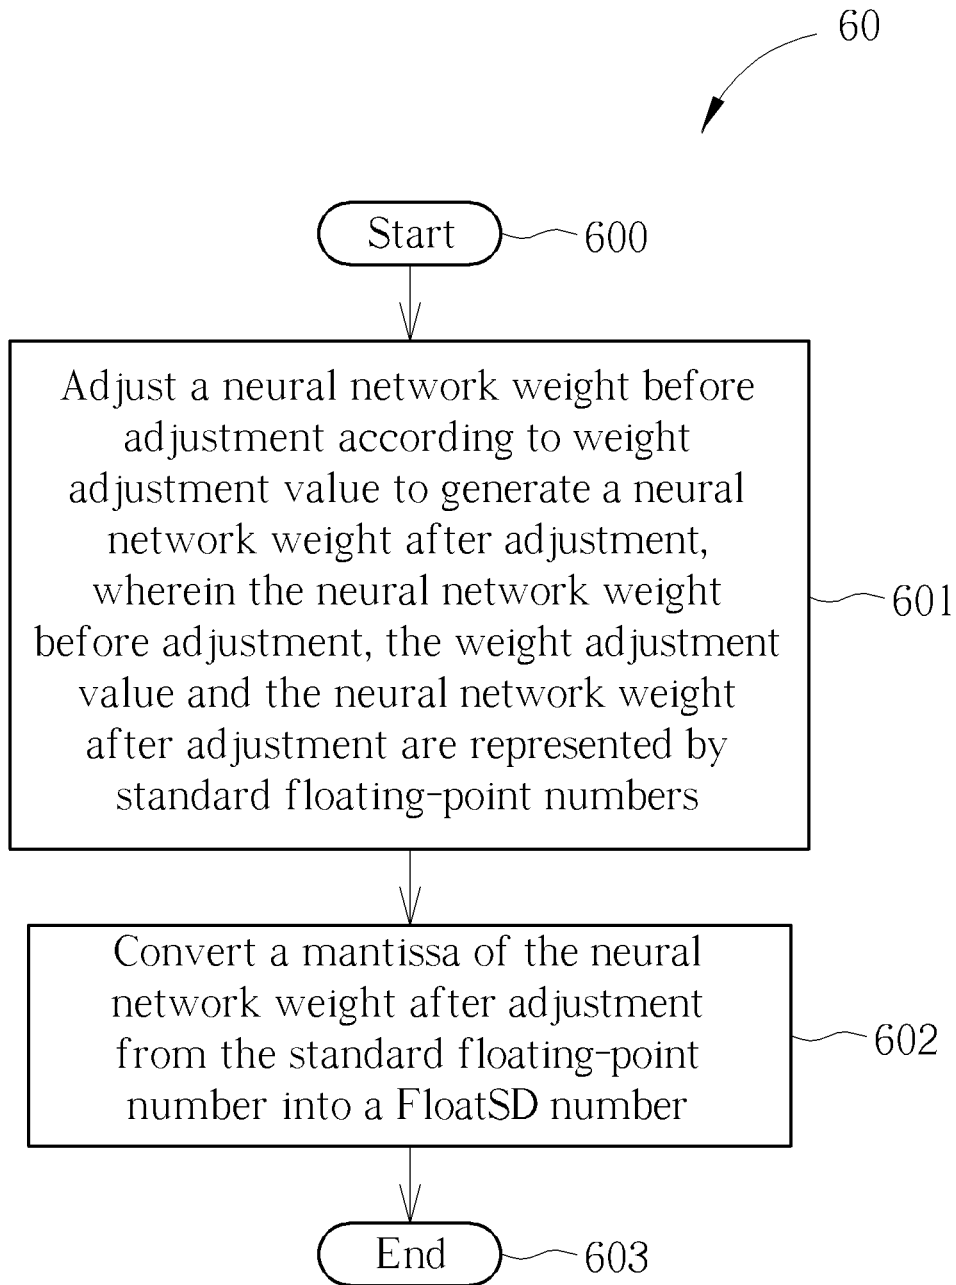 60
Start
600
Adjust a neural network weight before
adjustment according to weight
adjustment value to generate a neural
network weight after adjustment,
wherein the neural network weight
before adjustment, the weight adjustment
value and the neural network weight
after adjustment are represented by
standard floating-point numbers
601
Convert a mantissa of the neural
network weight after adjustment
from the standard floating-point
number into a FloatSD number
602
End
603